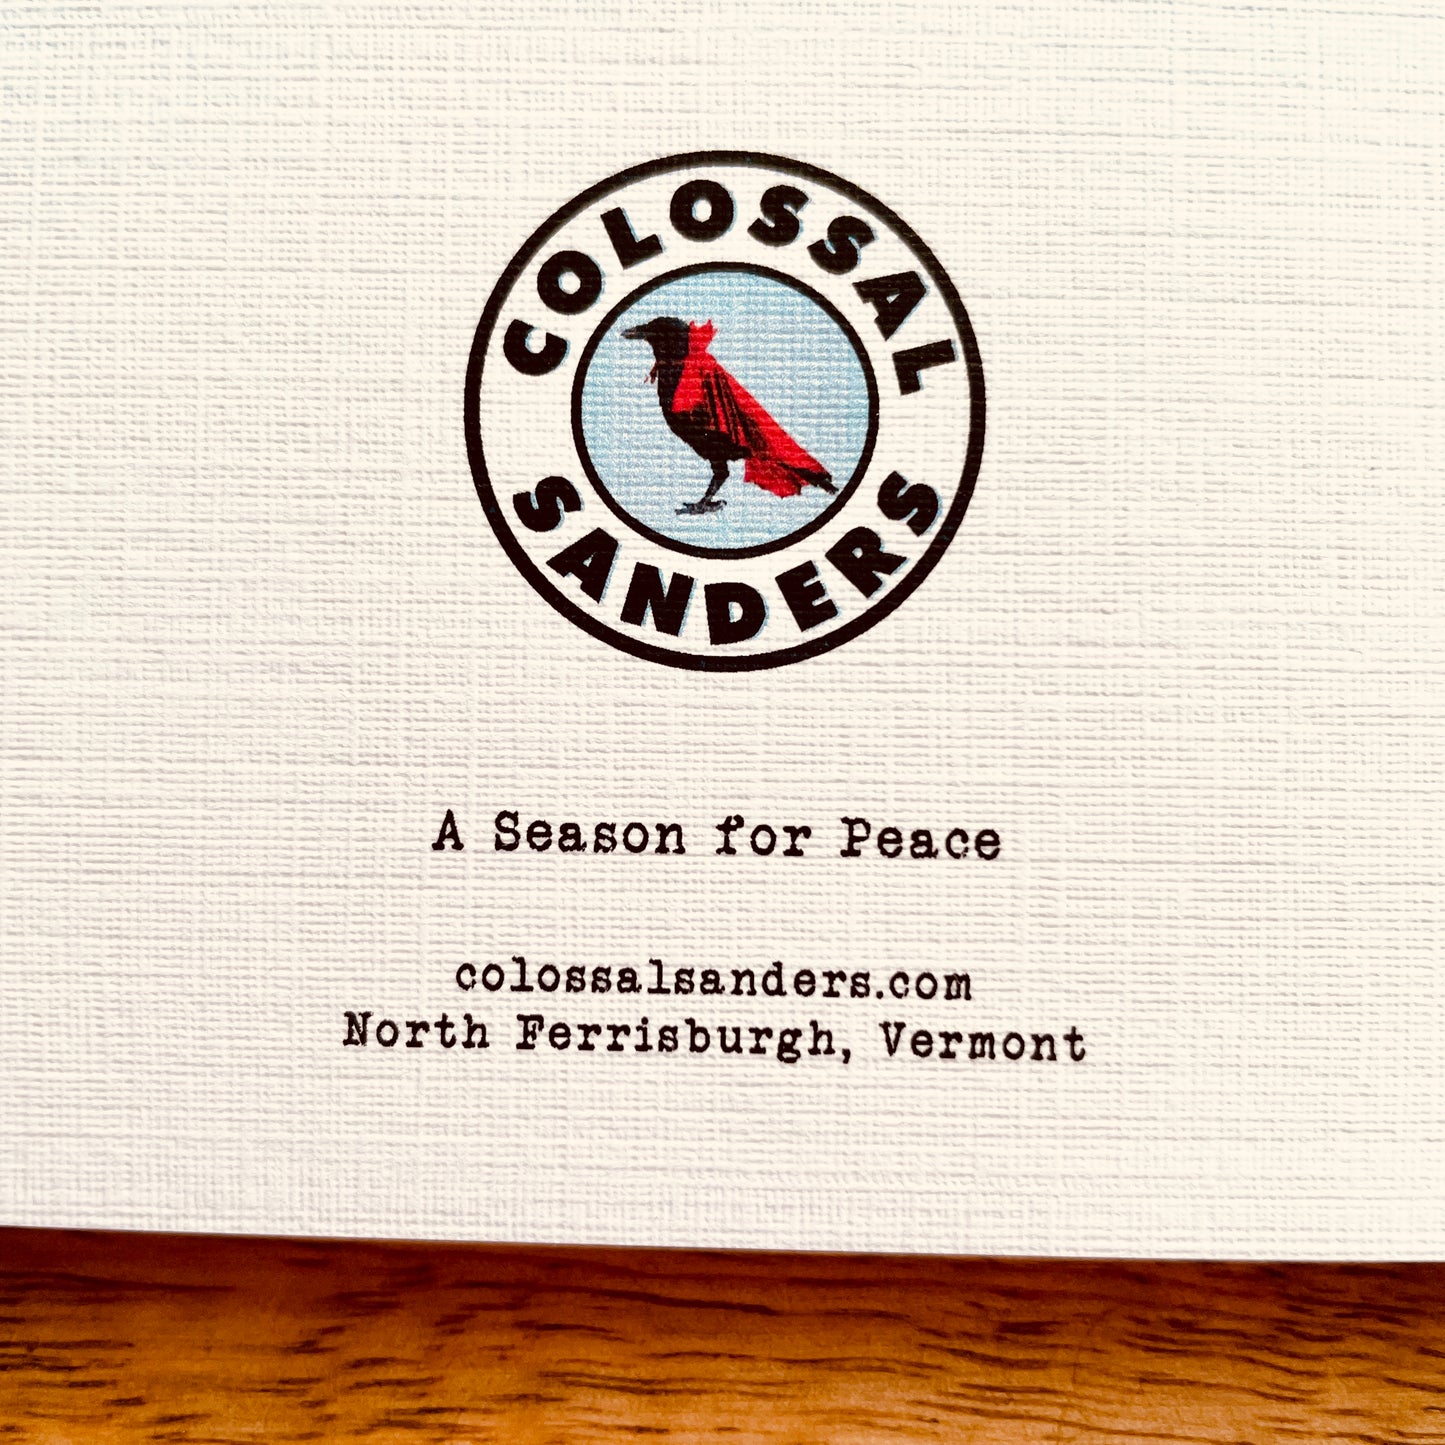 COLOSSAL
SANDERS
A Season for Peace
colossalsanders.com
North Ferrisburgh, Vermont